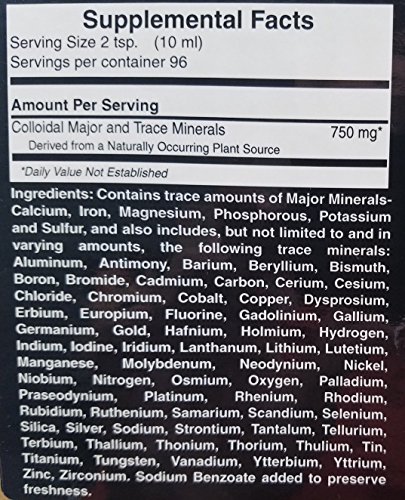 Supplemental Facts
Serving Size 2 tsp. (10 ml)
Servings per container 96
Amount Per Serving
Colloidal Major and Trace Minerals 750 mg*
Derived from a Naturally Occurring Plant Source
*Daily Value Not Established
Ingredients: Contains trace amounts of Major Minerals-
Calcium, Iron, Magnesium, Phosphorous, Potassium
and Sulfur, and also includes, but not limited to and in
varying amounts, the following trace minerals:
Aluminum, Antimony, Barium, Beryllium, Bismuth,
Boron, Bromide, Cadmium, Carbon, Cerium, Cesium,
Chloride, Chromium, Cobalt, Copper, Dysprosium,
Erbium, Europium, Fluorine, Gadolinium, Gallium,
Germanium, Gold, Hafnium, Holmium, Hydrogen,
Indium, Iodine, Iridium, Lanthanum, Lithium, Lutetium,
Manganese, Molybdenum, Neodynium, Nickel,
Niobium, Nitrogen, Osmium, Oxygen, Palladium,
Praseodynium, Platinum, Rhenium, Rhodium,
Rubidium, Ruthenium, Samarium, Scandium, Selenium,
Silica, Silver, Sodium, Strontium, Tantalum, Tellurium,
Terbium, Thallium, Thonium, Thorium, Thulium, Tin,
Titanium, Tungsten, Vanadium, Ytterbium, Yttrium,
Zinc, Zirconium. Sodium Benzoate added to preserve
freshness.